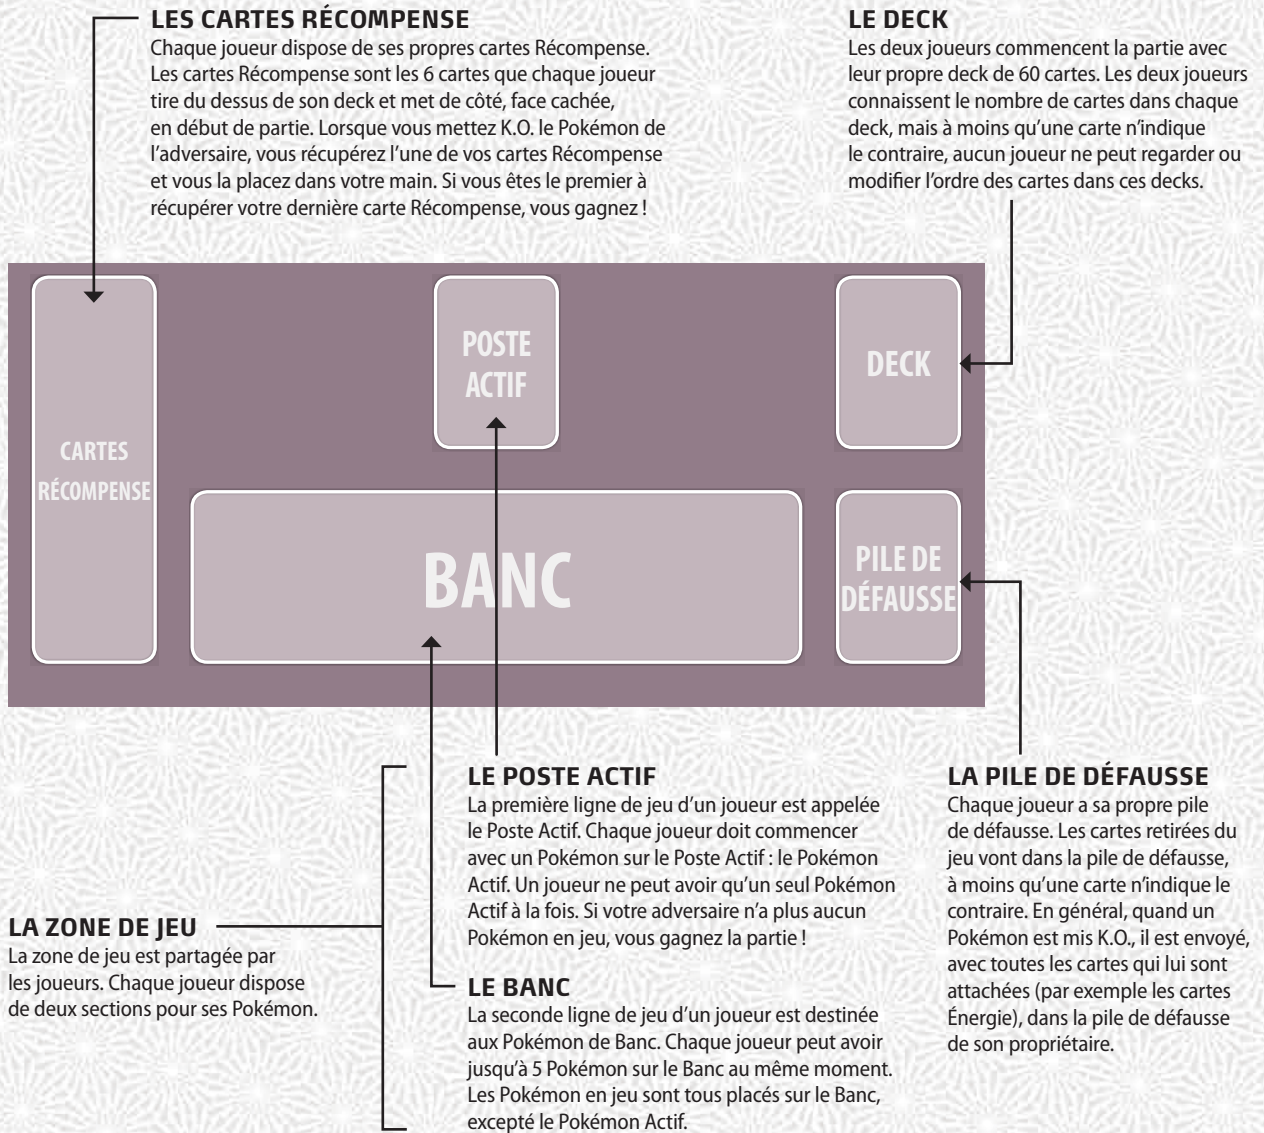 LES CARTES RÉCOMPENSE
Chaque joueur dispose de ses propres cartes Récompense.
Les cartes Récompense sont les 6 cartes que chaque joueur
tire du dessus de son deck et met de côté, face cachée,
en début de partie. Lorsque vous mettez K.O. le Pokémon de
l’adversaire, vous récupérez l’une de vos cartes Récompense
et vous la placez dans votre main. Si vous êtes le premier à
récupérer votre dernière carte Récompense, vous gagnez !
LE DECK
Les deux joueurs commencent la partie avec
leur propre deck de 60 cartes. Les deux joueurs
connaissent le nombre de cartes dans chaque
deck, mais à moins qu’une carte n’indique
le contraire, aucun joueur ne peut regarder ou
modifier l’ordre des cartes dans ces decks.
CARTES
RÉCOMPENSE
POSTE
ACTIF
DECK
BANC
PILE DE
DÉFAUSSE
LA ZONE DE JEU
La zone de jeu est partagée par
les joueurs. Chaque joueur dispose
de deux sections pour ses Pokémon.
LE POSTE ACTIF
La première ligne de jeu d’un joueur est appelée
le Poste Actif. Chaque joueur doit commencer
avec un Pokémon sur le Poste Actif : le Pokémon
Actif. Un joueur ne peut avoir qu’un seul Pokémon
Actif à la fois. Si votre adversaire n’a plus aucun
Pokémon en jeu, vous gagnez la partie !
LE BANC
La seconde ligne de jeu d’un joueur est destinée
aux Pokémon de Banc. Chaque joueur peut avoir
jusqu’à 5 Pokémon sur le Banc au même moment.
Les Pokémon en jeu sont tous placés sur le Banc,
excepté le Pokémon Actif.
LA PILE DE DÉFAUSSE
Chaque joueur a sa propre pile
de défausse. Les cartes retirées du
jeu vont dans la pile de défausse,
à moins qu’une carte n’indique le
contraire. En général, quand un
Pokémon est mis K.O., il est envoyé,
avec toutes les cartes qui lui sont
attachées (par exemple les cartes
Énergie), dans la pile de défausse
de son propriétaire.